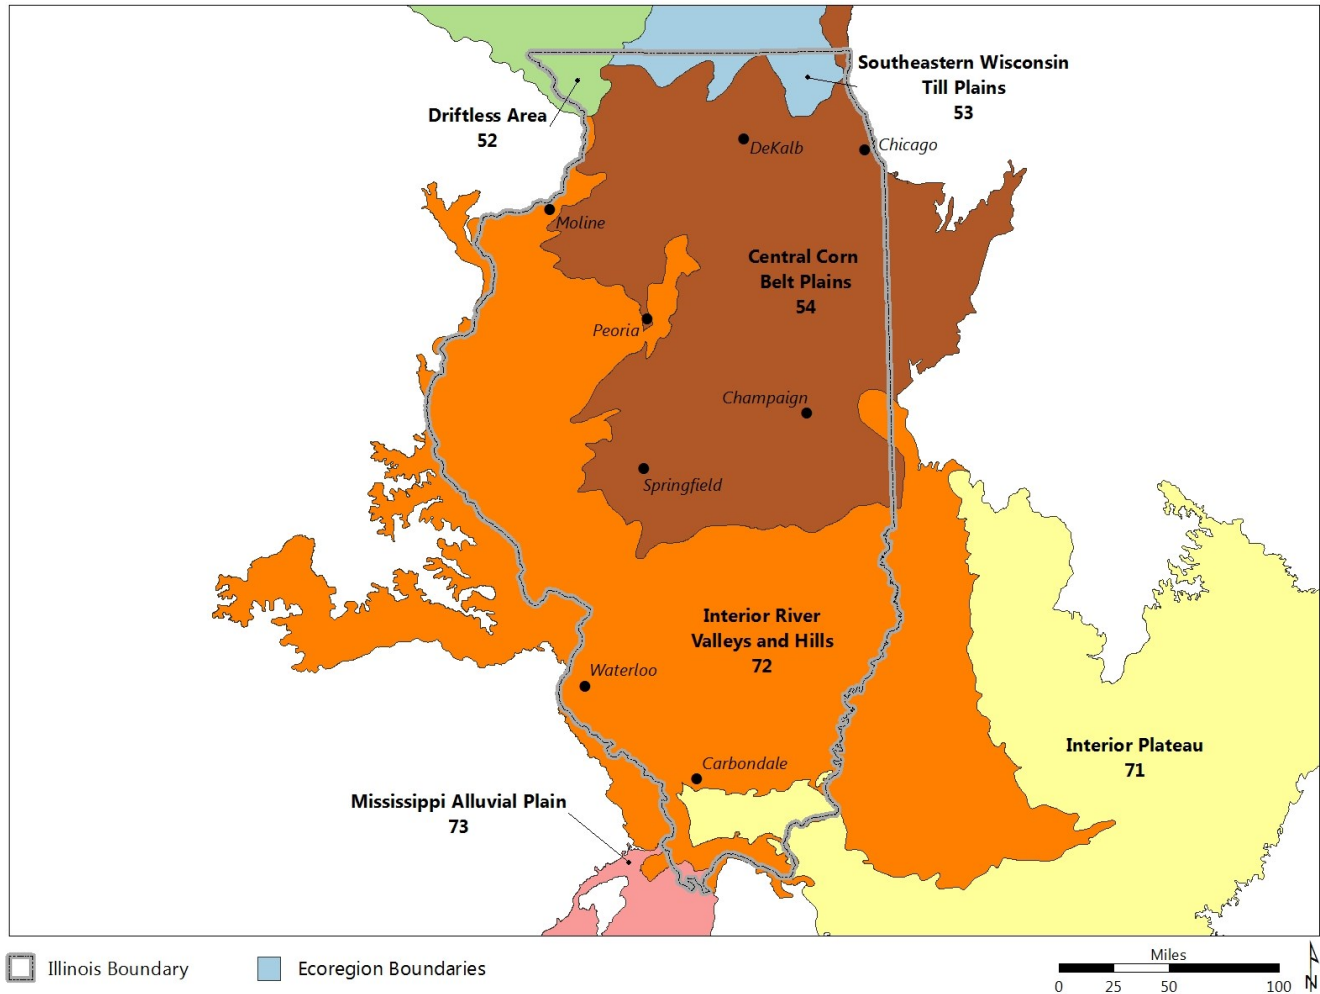 Southeastern Wisconsin
Till Plains
53
Driftless Area
52
DeKalb
Chicago
Moline
Central Corn
Belt Plains
54
Peoria
Champaign
Springfield
Interior River
Valleys and Hills
72
Waterloo
Interior Plateau
71
Carbondale
Mississippi Alluvial Plain
73
Illinois Boundary
Ecoregion Boundaries
Miles
0 25 50 100
N